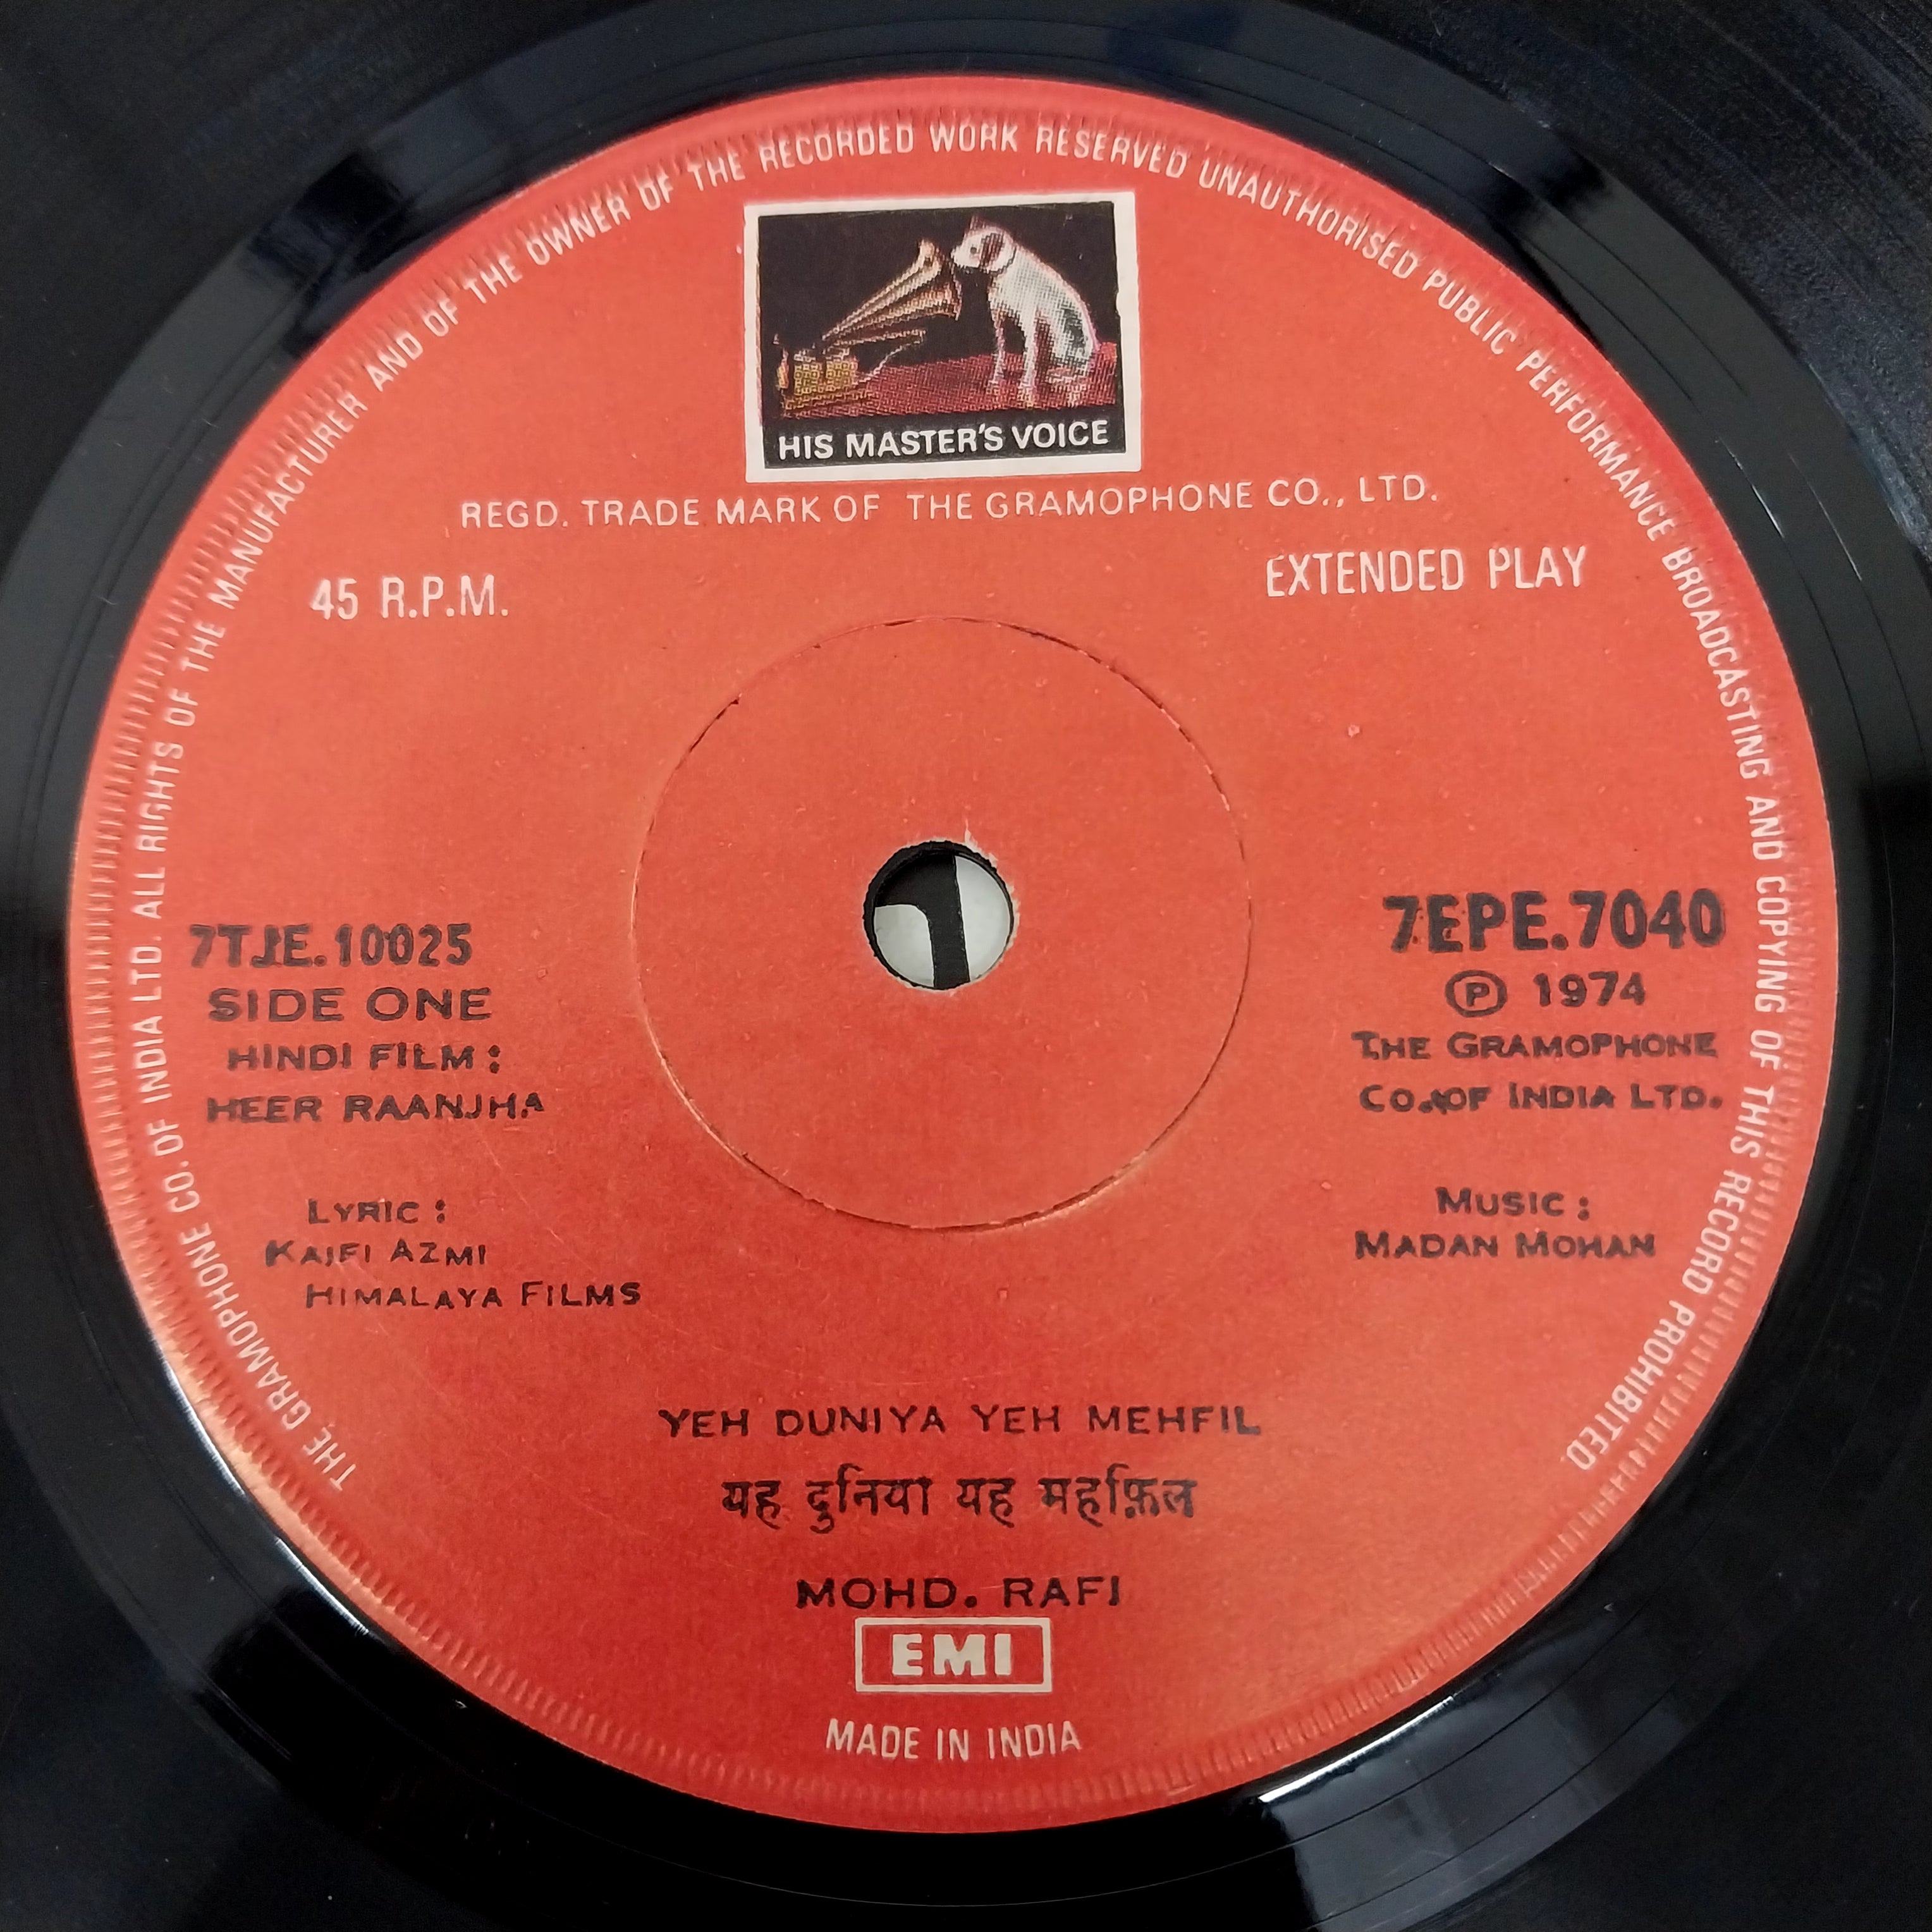 THE GRAMOPHONE CO. OF INDIA LTD. ALL RIGHTS OF THE MANUFACTURER AND OF THE OWNER OF THE RECORDED WORK RESERVED UNAUTHORISED PUBLIC PERFORMANCE BROADCASTING AND COPYING OF THIS RECORD PROHIBITED
HIS MASTER'S VOICE
REGD. TRADE MARK OF THE GRAMOPHONE CO., LTD.
45 R.P.M.
EXTENDED PLAY
7TJE.10025
SIDE ONE
HINDI FILM:
HEER RAANJHA
LYRIC:
KAIFI AZMI
HIMALAYA FILMS
7EPE.7040
℗ 1974
THE GRAMOPHONE
CO. OF INDIA LTD.
MUSIC:
MADAN MOHAN
YEH DUNIYA YEH MEHFIL
यह दुनिया यह महफ़िल
MOHD. RAFI
EMI
MADE IN INDIA